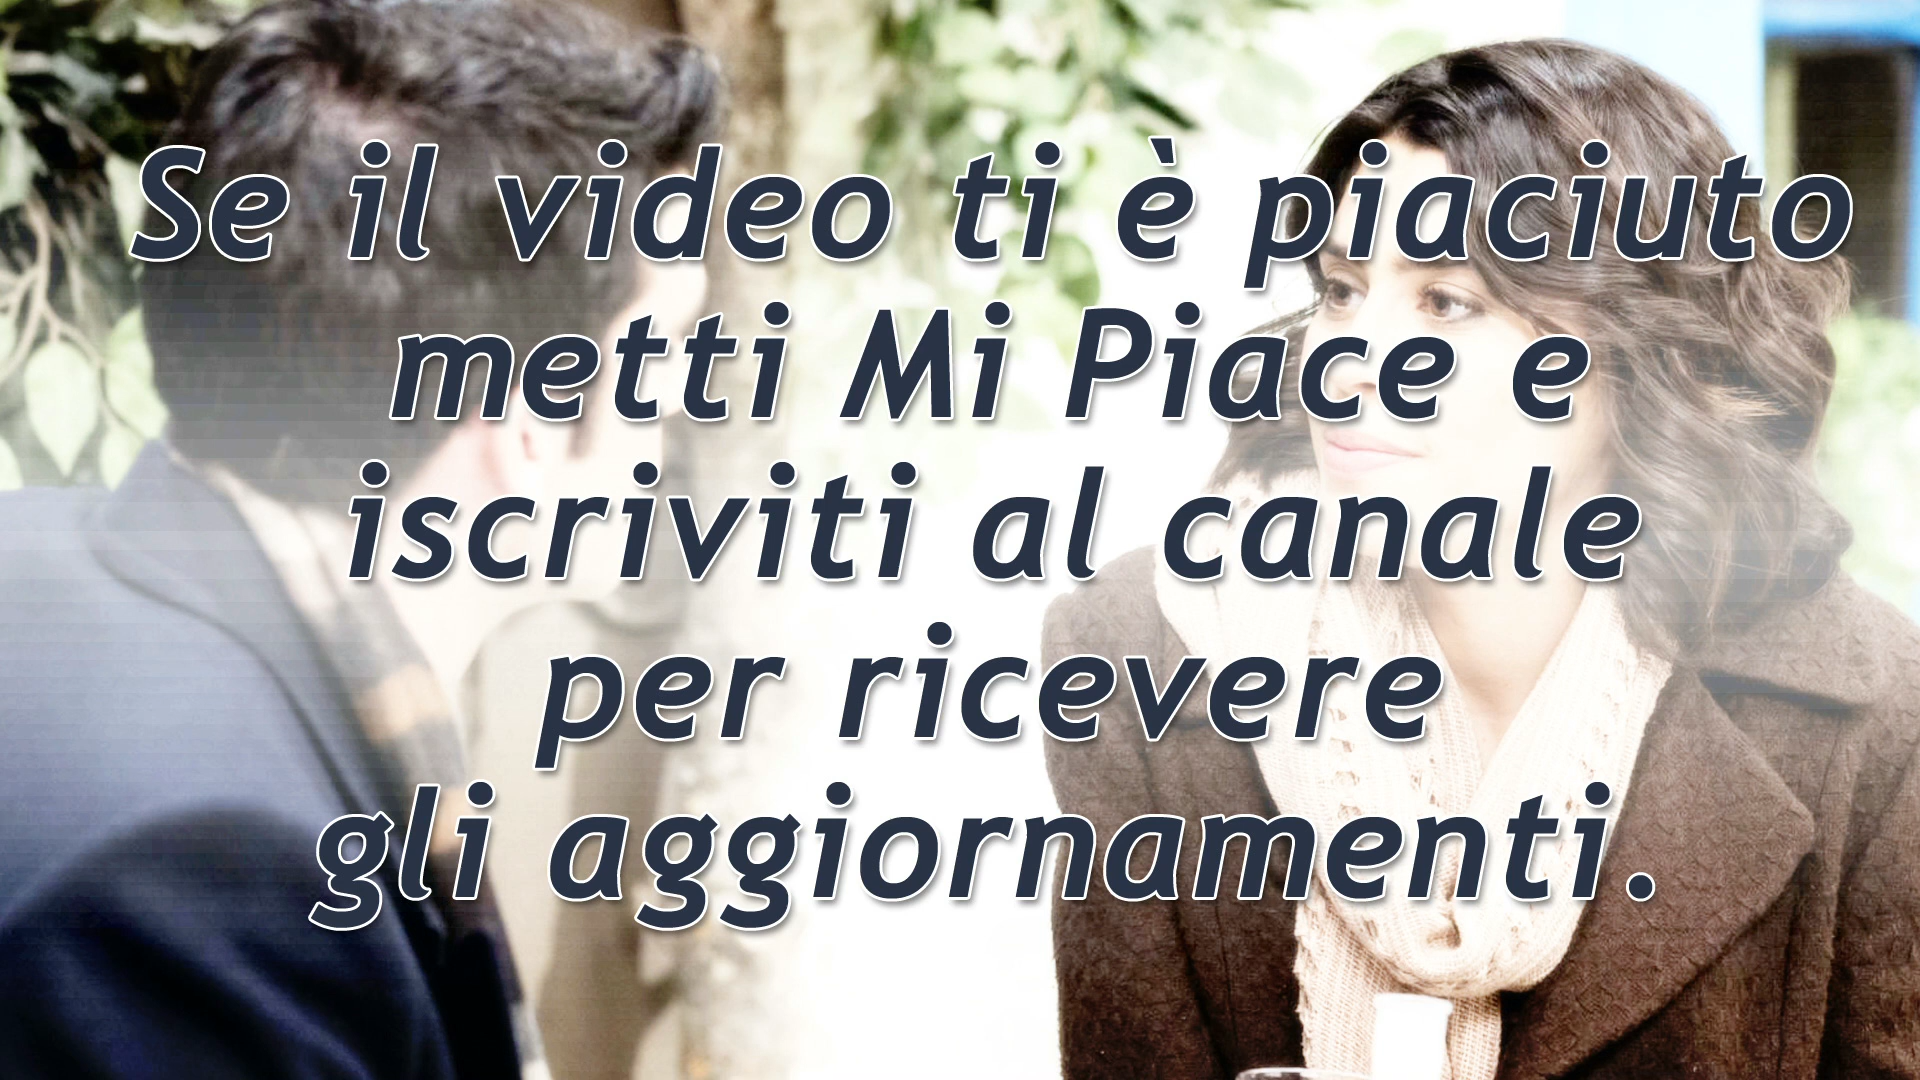 Se il video ti è piaciuto
metti Mi Piace e
iscriviti al canale
per ricevere
gli aggiornamenti.